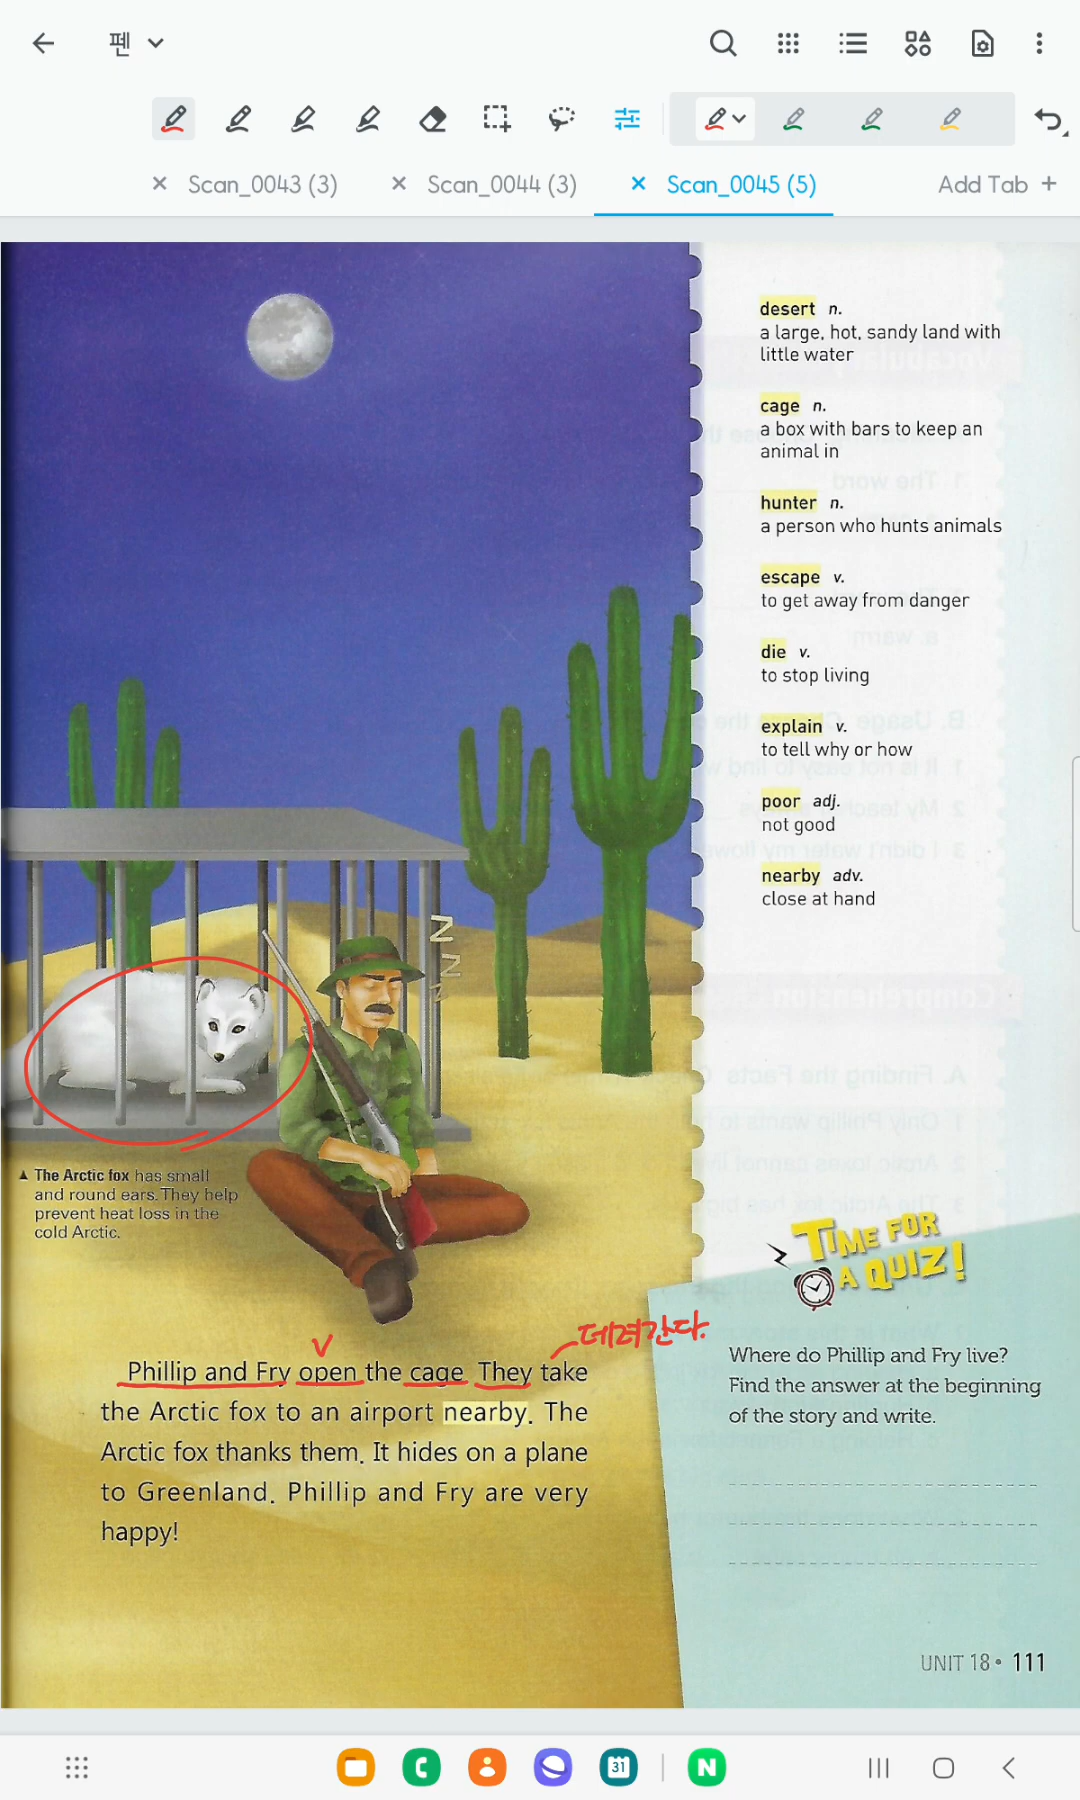 펜
Scan_0043 (3)
Scan_0044 (3)
Scan_0045 (5)
Add Tab +
desert n.
a large, hot, sandy land with
little water
cage n.
a box with bars to keep an
animal in
hunter n.
a person who hunts animals
escape v.
to get away from danger
die v.
to stop living
explain v.
to tell why or how
poor adj.
not good
nearby adv.
close at hand
N
N
N
▲ The Arctic fox has small
and round ears. They help
prevent heat loss in the
cold Arctic.
TIME FOR
A QUIZ!
데려간다.
Phillip and Fry open the cage. They take
the Arctic fox to an airport nearby. The
Arctic fox thanks them. It hides on a plane
to Greenland. Phillip and Fry are very
happy!
Where do Phillip and Fry live?
Find the answer at the beginning
of the story and write.
UNIT 18 • 111
31
N